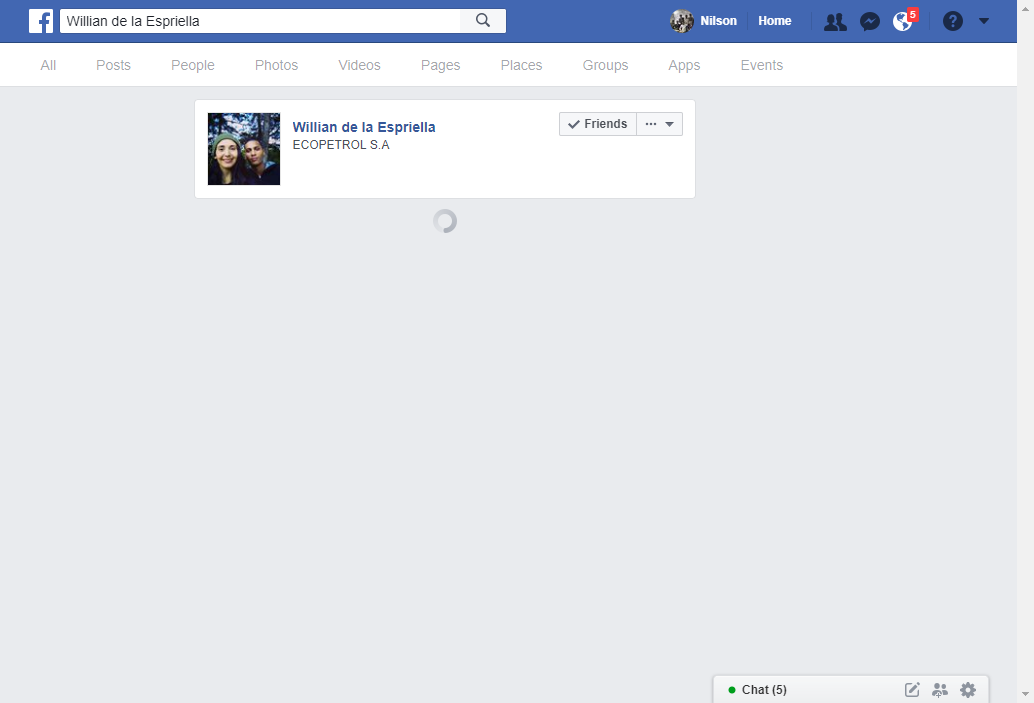 Willian de la Espriella
Nilson Home 5
All Posts People Photos Videos Pages Places Groups Apps Events
Willian de la Espriella
ECOPETROL S.A
Friends
Chat (5)